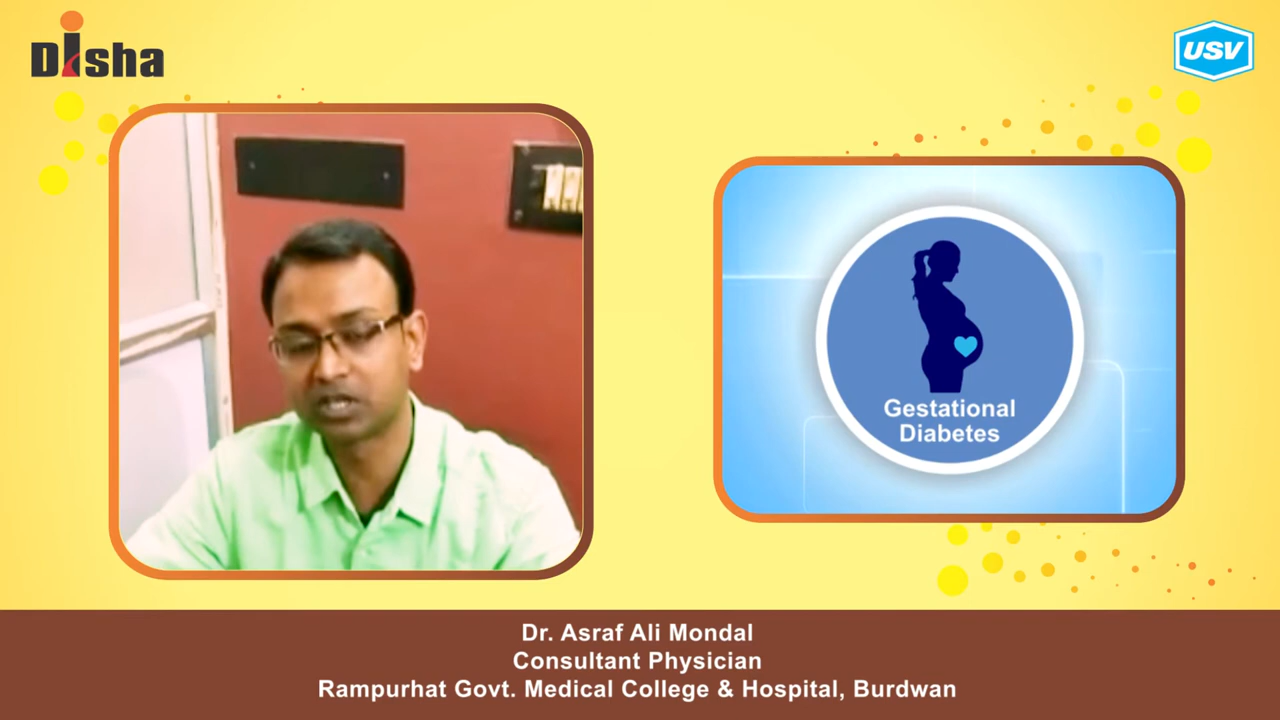 Disha
USV
Gestational
Diabetes
Dr. Asraf Ali Mondal
Consultant Physician
Rampurhat Govt. Medical College & Hospital, Burdwan